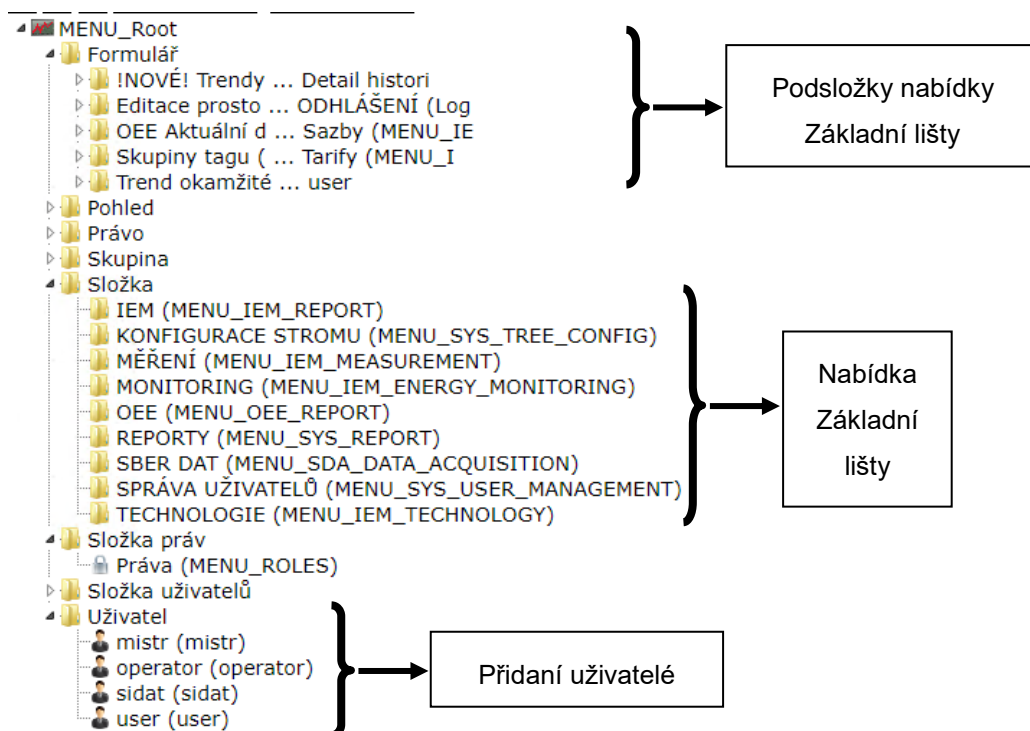 MENU_Root
Formulář
!NOVÉ! Trendy ... Detail histori
Editace prosto ... ODHLÁŠENÍ (Log
OEE Aktuální d ... Sazby (MENU_IE
Skupiny tagu ( ... Tarify (MENU_I
Trend okamžité ... user
Podsložky nabídky
Základní lišty
Pohled
Právo
Skupina
Složka
IEM (MENU_IEM_REPORT)
KONFIGURACE STROMU (MENU_SYS_TREE_CONFIG)
MĚŘENÍ (MENU_IEM_MEASUREMENT)
MONITORING (MENU_IEM_ENERGY_MONITORING)
OEE (MENU_OEE_REPORT)
REPORTY (MENU_SYS_REPORT)
SBER DAT (MENU_SDA_DATA_ACQUISITION)
SPRÁVA UŽIVATELŮ (MENU_SYS_USER_MANAGEMENT)
TECHNOLOGIE (MENU_IEM_TECHNOLOGY)
Nabídka
Základní
lišty
Složka práv
Práva (MENU_ROLES)
Složka uživatelů
Uživatel
mistr (mistr)
operator (operator)
sidat (sidat)
user (user)
Přidaní uživatelé